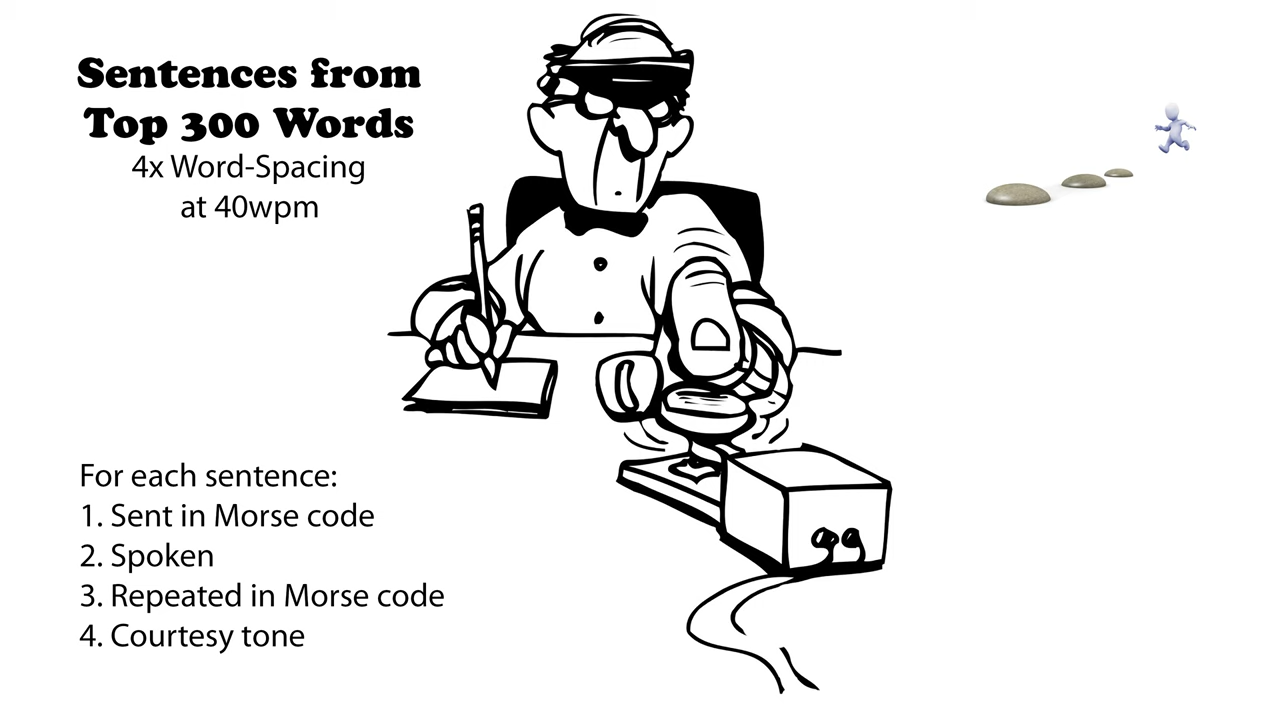 Sentences from
Top 300 Words
4x Word-Spacing
at 40wpm
For each sentence:
1. Sent in Morse code
2. Spoken
3. Repeated in Morse code
4. Courtesy tone